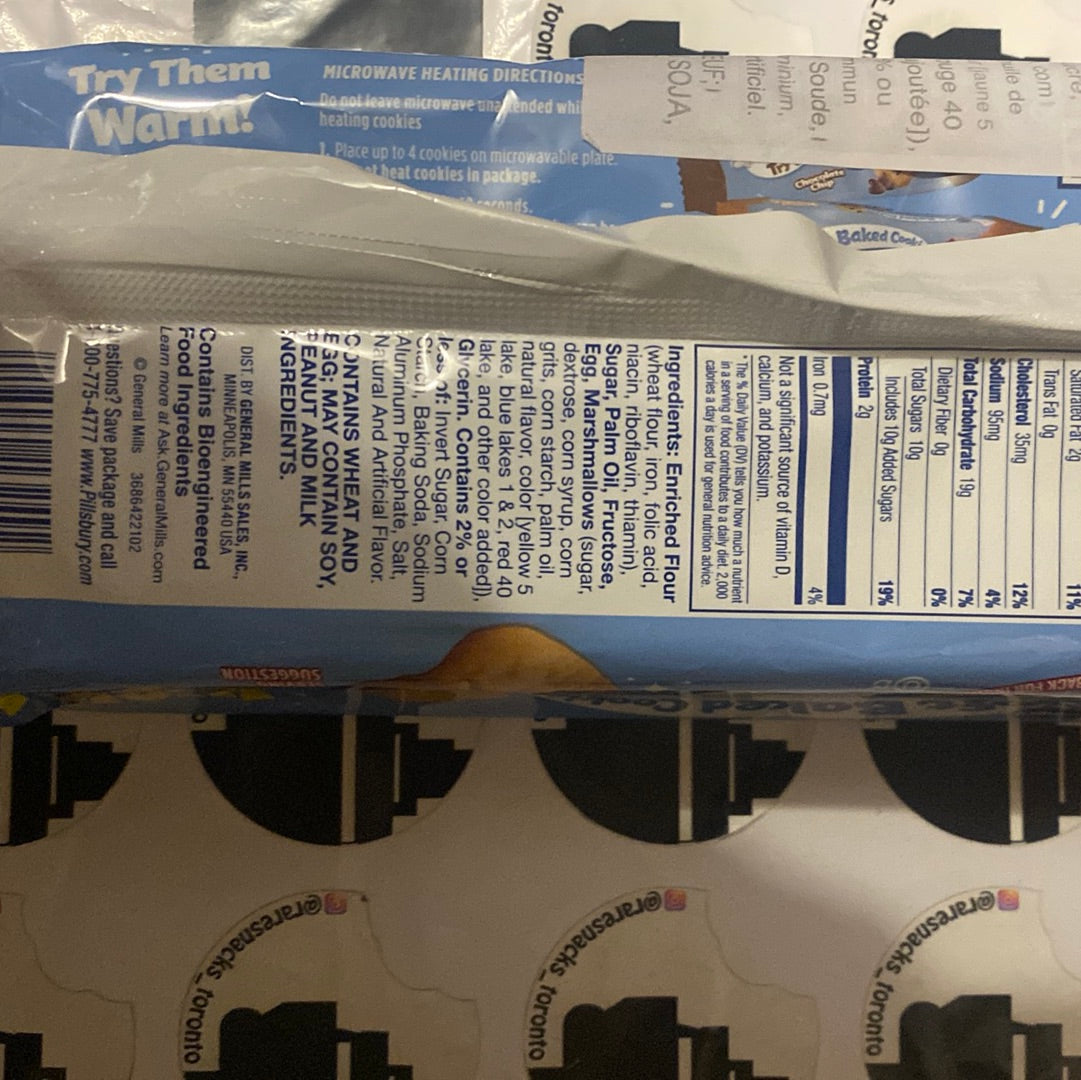 Try Them
Warm!
MICROWAVE HEATING DIRECTIONS
Do not leave microwave
heating cookies
1. Place up to 4 cookies on microwavable plate.
heat cookies in package.
SOJA,
tificiel.
Soude,
ou
40
joutée]),
jaune 5
de
Chocolate
Chip
Baked
Trans Fat 0g
Cholesterol 35mg 12%
Sodium 95mg 4%
Total Carbohydrate 19g 7%
Dietary Fiber 0g 0%
Total Sugars 10g
Includes 10g Added Sugars 19%
Protein 2g
Iron 0.7mg 4%
Not a significant source of vitamin D,
calcium, and potassium.
*The % Daily Value (DV) tells you how much a nutrient
in a serving of food contributes to a daily diet. 2,000
calories a day is used for general nutrition advice.
Ingredients: Enriched Flour
(wheat flour, iron, folic acid,
niacin, riboflavin, thiamin),
Sugar, Palm Oil, Fructose,
Egg, Marshmallows (sugar,
dextrose, corn syrup, corn
grits, corn starch, palm oil,
natural flavor, color [yellow 5
lake, blue lakes 1 & 2, red 40
lake, and other color added]),
Glycerin. Contains 2% or
less of: Invert Sugar, Corn
Starch, Baking Soda, Sodium
Aluminum Phosphate, Salt,
Natural And Artificial Flavor.
CONTAINS WHEAT AND
EGG; MAY CONTAIN SOY,
PEANUT AND MILK
INGREDIENTS.
DIST. BY GENERAL MILLS SALES, INC.,
MINNEAPOLIS, MN 55440 USA
Contains Bioengineered
Food Ingredients
Learn more at Ask.GeneralMills.com
© General Mills 3686422102
Questions? Save package and call
00-775-4777 www.Pillsbury.com
SUGGESTION
Baked
@raresnacks_toronto
@raresnacks_toronto
@raresnacks_toronto